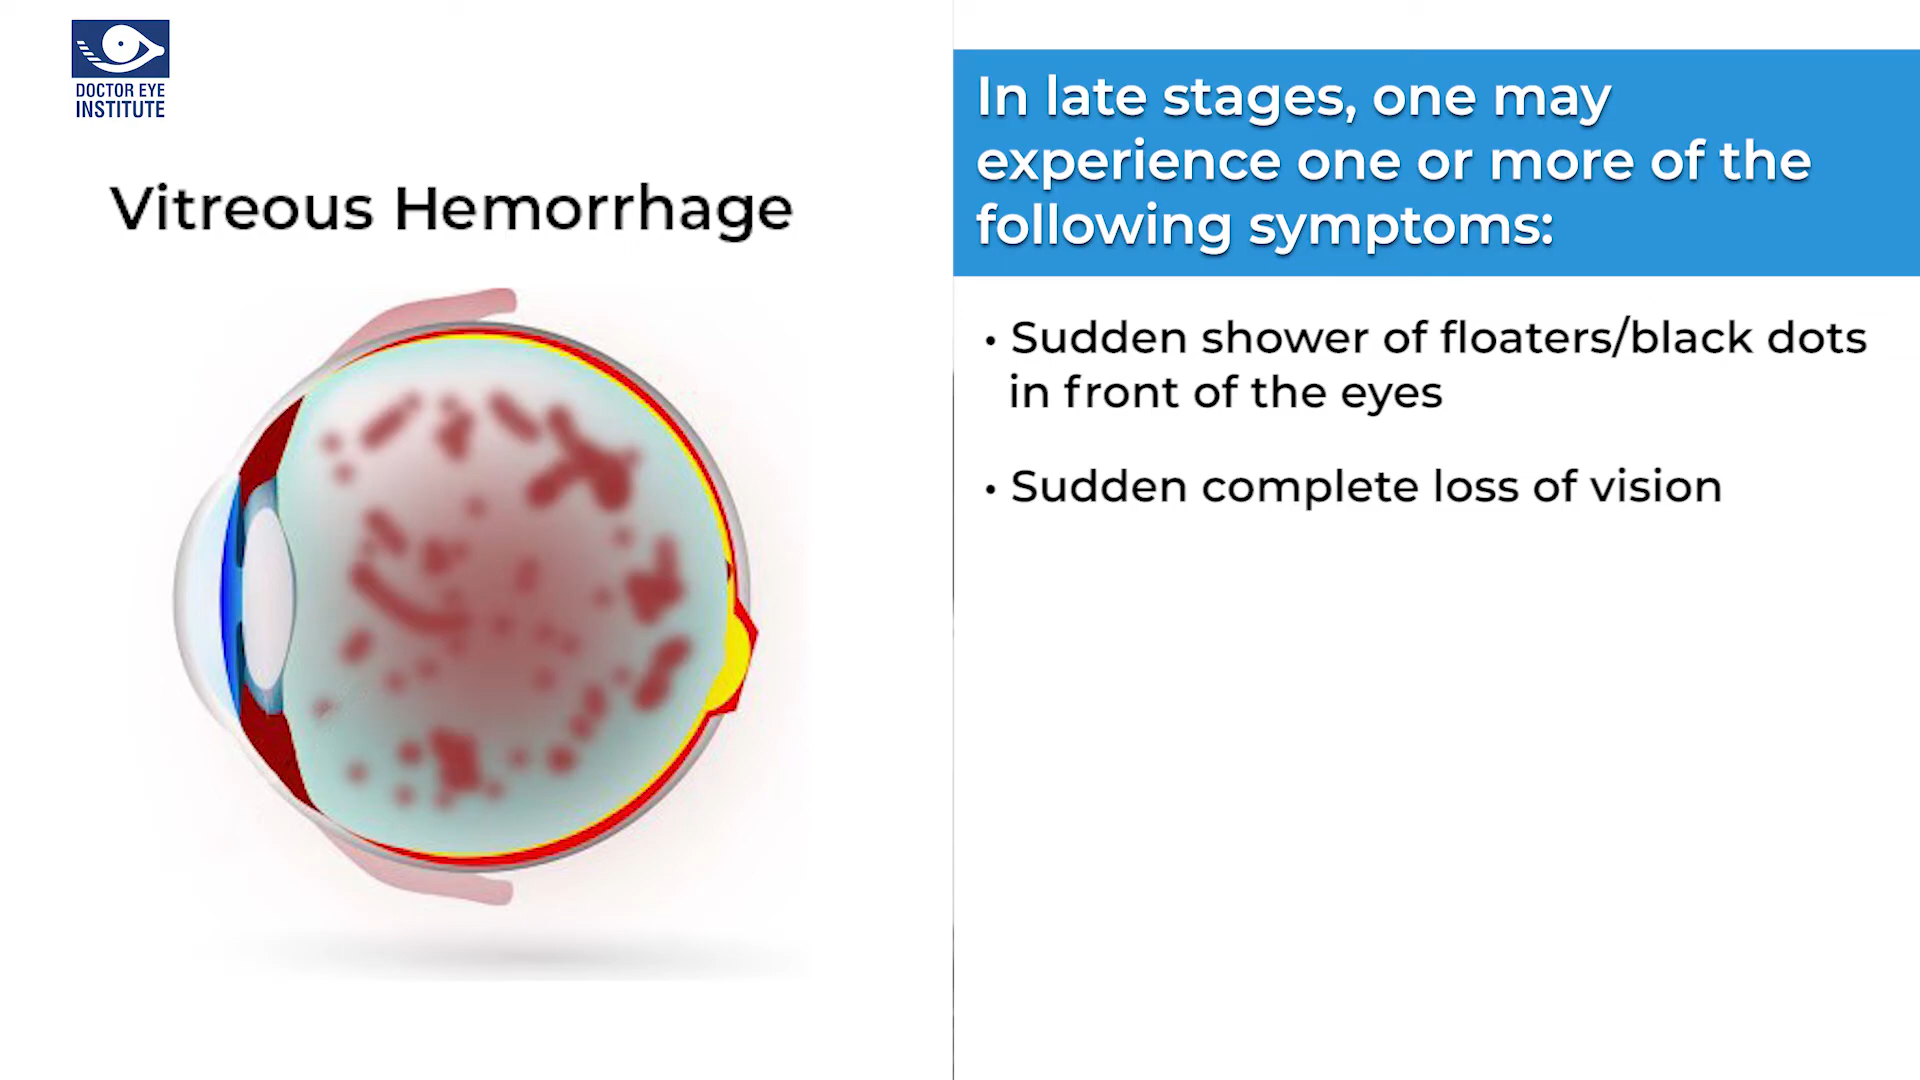 DOCTOR EYE
INSTITUTE
Vitreous Hemorrhage
In late stages, one may
experience one or more of the
following symptoms:
• Sudden shower of floaters/black dots
in front of the eyes
• Sudden complete loss of vision